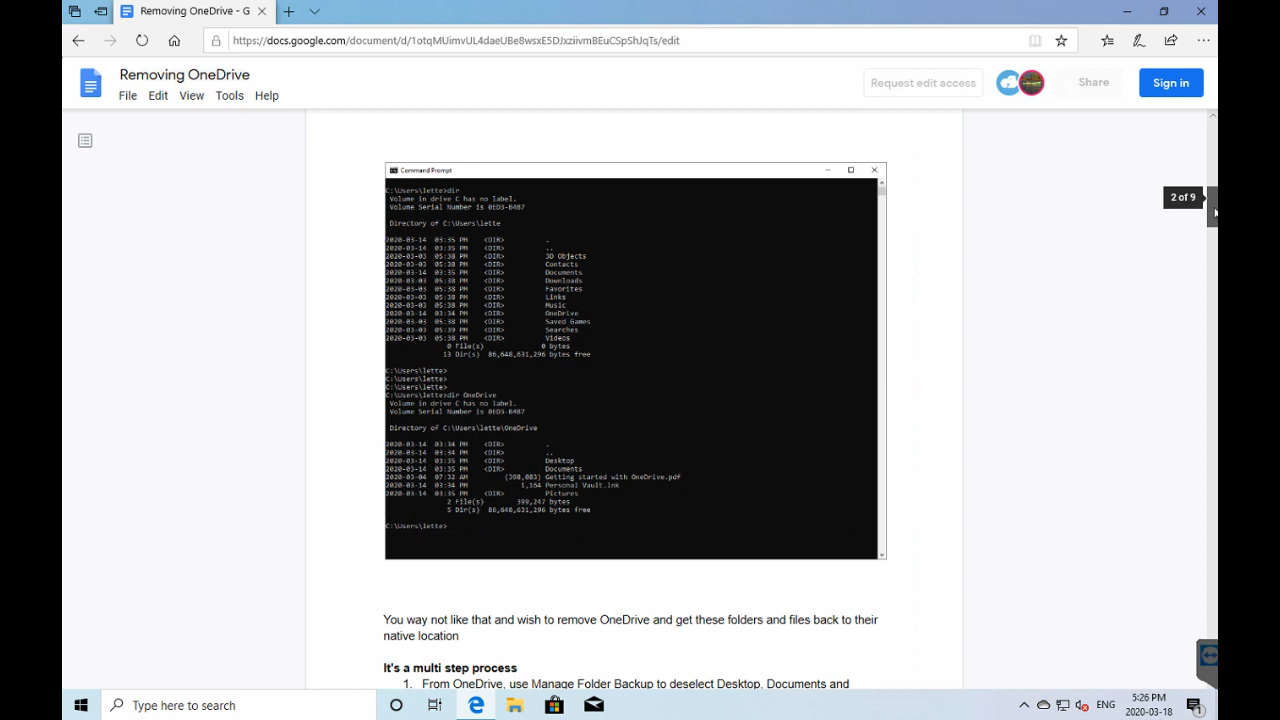 Removing OneDrive - G
https://docs.google.com/document/d/1otqMUimvUL4daeUBe8wsxE5DJxziivmBEuCSpShJqTs/edit
Removing OneDrive
File Edit View Tools Help
Request edit access
Share
Sign in
2 of 9
Command Prompt
C:\Users\lette>dir
Volume in drive C has no label.
Volume Serial Number is 0ED3-B4B7
Directory of C:\Users\lette
2020-03-14 03:35 PM <DIR> .
2020-03-14 03:35 PM <DIR> ..
2020-03-03 05:38 PM <DIR> 3D Objects
2020-03-03 05:38 PM <DIR> Contacts
2020-03-14 03:35 PM <DIR> Documents
2020-03-03 05:38 PM <DIR> Downloads
2020-03-03 05:38 PM <DIR> Favorites
2020-03-03 05:38 PM <DIR> Links
2020-03-03 05:38 PM <DIR> Music
2020-03-14 03:34 PM <DIR> OneDrive
2020-03-03 05:38 PM <DIR> Saved Games
2020-03-03 05:39 PM <DIR> Searches
2020-03-03 05:38 PM <DIR> Videos
0 File(s) 0 bytes
13 Dir(s) 86,648,631,296 bytes free
C:\Users\lette>
C:\Users\lette>
C:\Users\lette>
C:\Users\lette>dir OneDrive
Volume in drive C has no label.
Volume Serial Number is 0ED3-B4B7
Directory of C:\Users\lette\OneDrive
2020-03-14 03:34 PM <DIR> .
2020-03-14 03:34 PM <DIR> ..
2020-03-14 03:35 PM <DIR> Desktop
2020-03-14 03:35 PM <DIR> Documents
2020-03-04 07:32 AM (398,083) Getting started with OneDrive.pdf
2020-03-14 03:34 PM 1,164 Personal Vault.lnk
2020-03-14 03:35 PM <DIR> Pictures
2 File(s) 399,247 bytes
5 Dir(s) 86,648,631,296 bytes free
C:\Users\lette>
You way not like that and wish to remove OneDrive and get these folders and files back to their
native location
It's a multi step process
1. From OneDrive, use Manage Folder Backup to deselect Desktop, Documents and
Type here to search
ENG
5:26 PM
2020-03-18
1